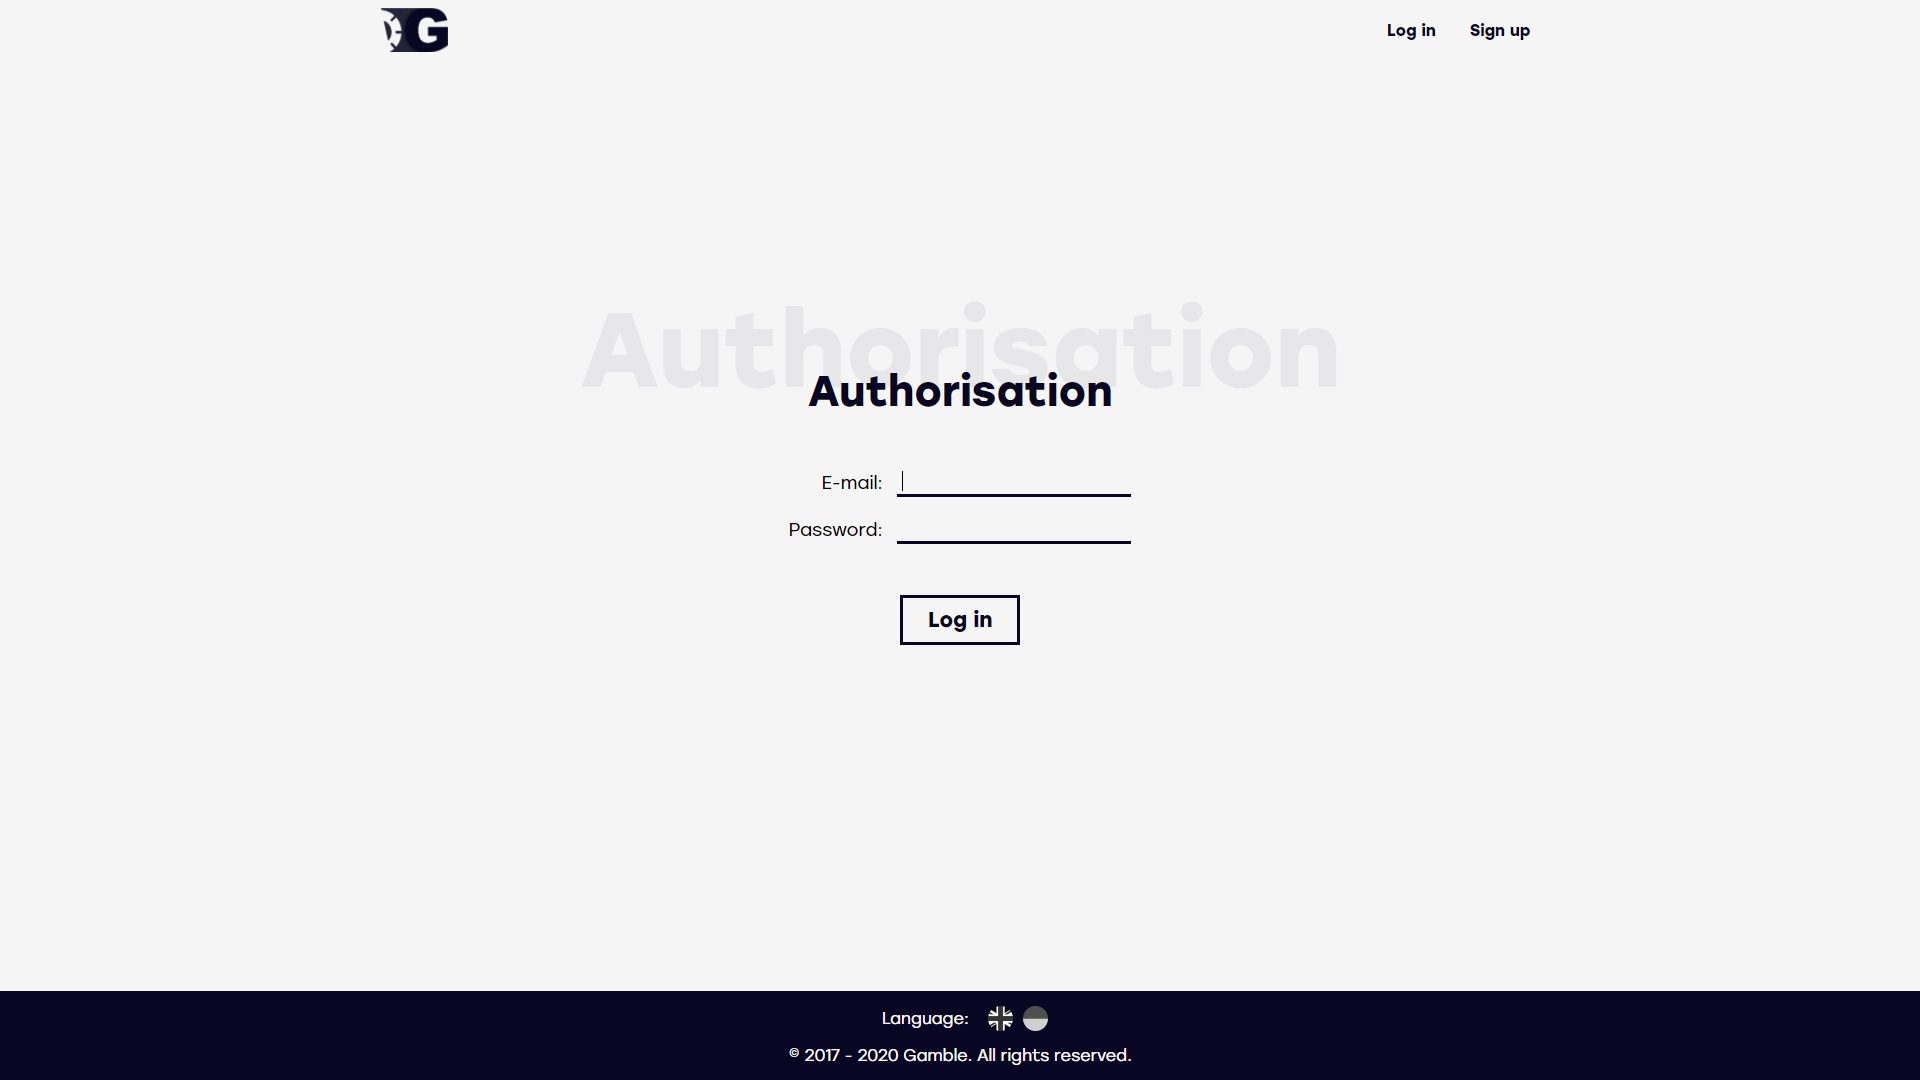 G
Log in
Sign up
Authorisation
Authorisation
E-mail:
Password:
Log in
Language:
© 2017 - 2020 Gamble. All rights reserved.